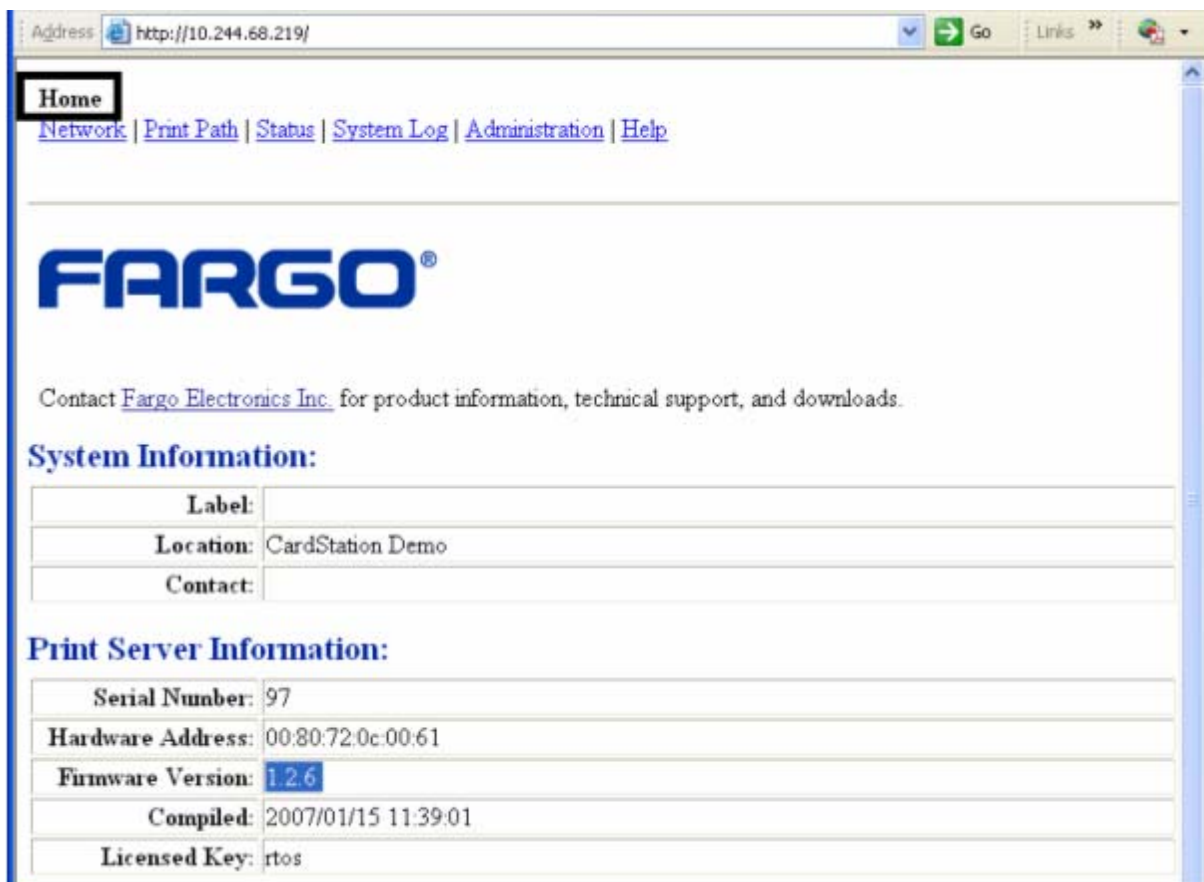 Address http://10.244.68.219/ Go Links »
Home
Network | Print Path | Status | System Log | Administration | Help
FARGO®
Contact Fargo Electronics Inc. for product information, technical support, and downloads.
System Information:
Label:
Location: CardStation Demo
Contact:
Print Server Information:
Serial Number: 97
Hardware Address: 00:80:72:0c:00:61
Firmware Version: 1.2.6
Compiled: 2007/01/15 11:39:01
Licensed Key: rtos